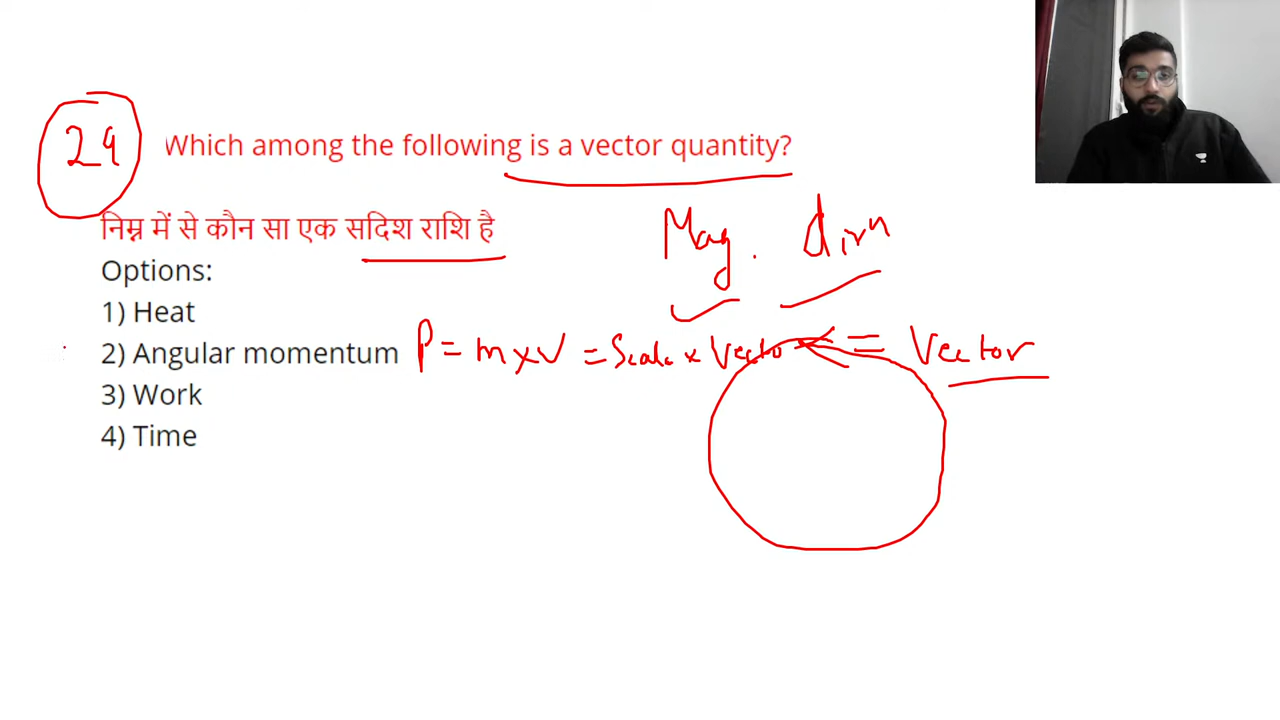 24 Which among the following is a vector quantity?
निम्न में से कौन सा एक सदिश राशि है
Mag. dirn
Options:
1) Heat
2) Angular momentum P = m x v = Scale x Vecto = Vector
3) Work
4) Time